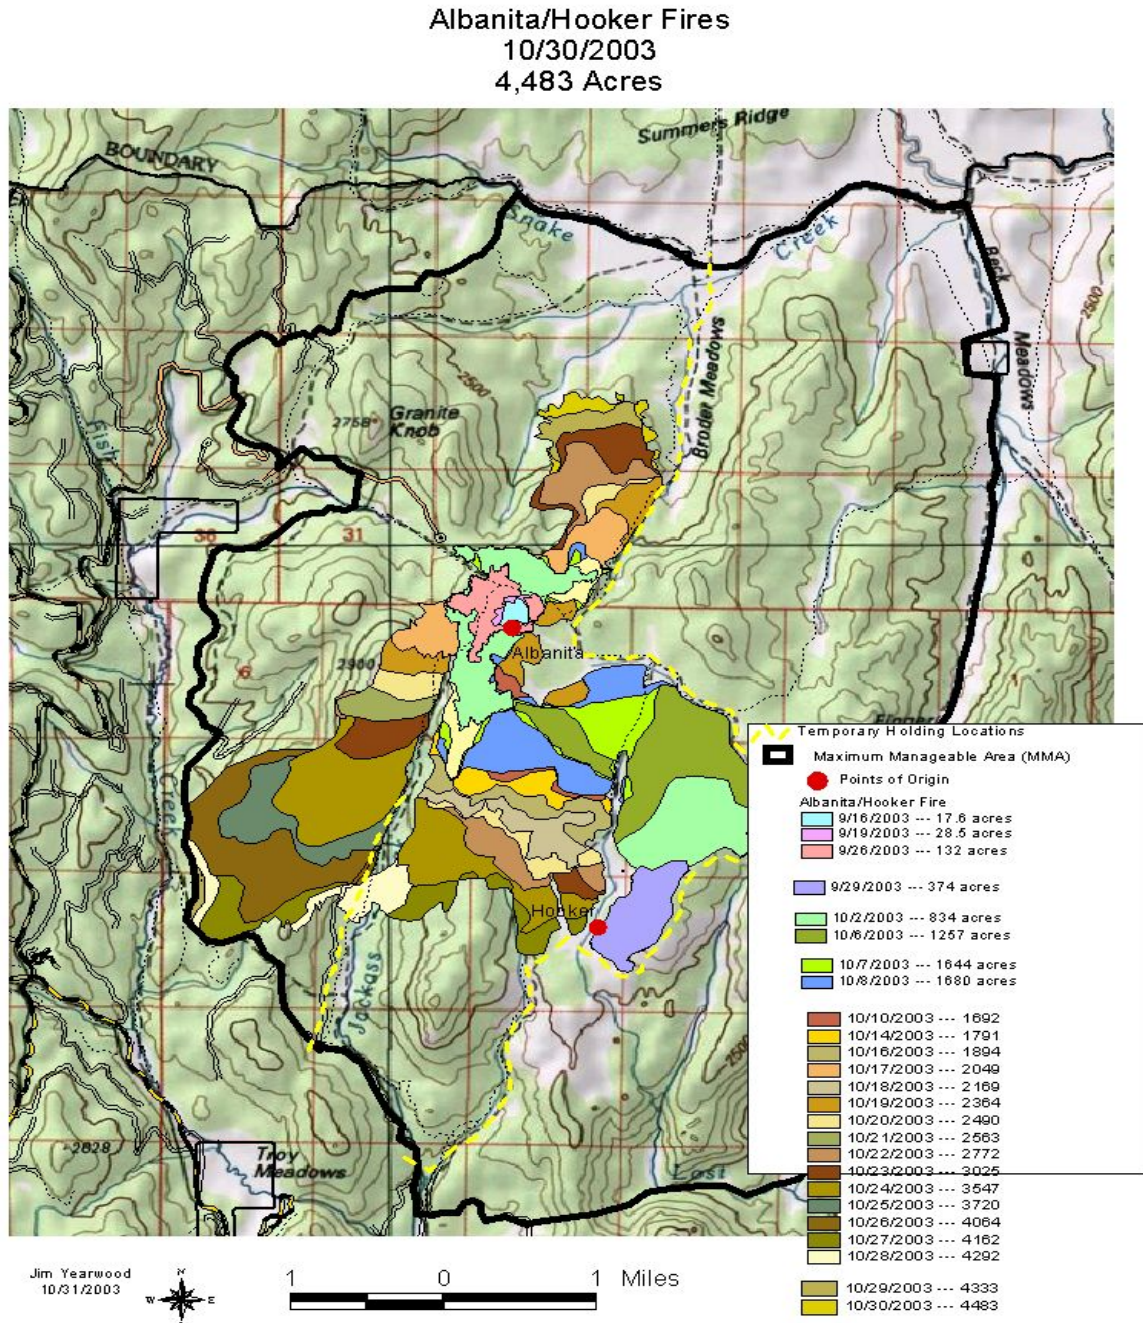 Albanita/Hooker Fires
10/30/2003
4,483 Acres
Summers Ridge
BOUNDARY
Snake
Creek
Beck
Meadows
2500
Broder Meadows
2500
2758
Granite
Knob
Fish
36
31
Albanita
2900
6
1
Creek
Hooker
Jackass
2500
2828
Troy
Meadows
Lost
Temporary Holding Locations
Maximum Manageable Area (MMA)
Points of Origin
Albanita/Hooker Fire
9/16/2003 --- 17.6 acres
9/19/2003 --- 28.5 acres
9/26/2003 --- 132 acres
9/29/2003 --- 374 acres
10/2/2003 --- 834 acres
10/6/2003 --- 1257 acres
10/7/2003 --- 1644 acres
10/8/2003 --- 1680 acres
10/10/2003 --- 1692
10/14/2003 --- 1791
10/16/2003 --- 1894
10/17/2003 --- 2049
10/18/2003 --- 2169
10/19/2003 --- 2364
10/20/2003 --- 2490
10/21/2003 --- 2563
10/22/2003 --- 2772
10/23/2003 --- 3025
10/24/2003 --- 3547
10/25/2003 --- 3720
10/26/2003 --- 4064
10/27/2003 --- 4162
10/28/2003 --- 4292
10/29/2003 --- 4333
10/30/2003 --- 4483
Jim Yearwood
10/31/2003
N
W E
S
1 0 1 Miles